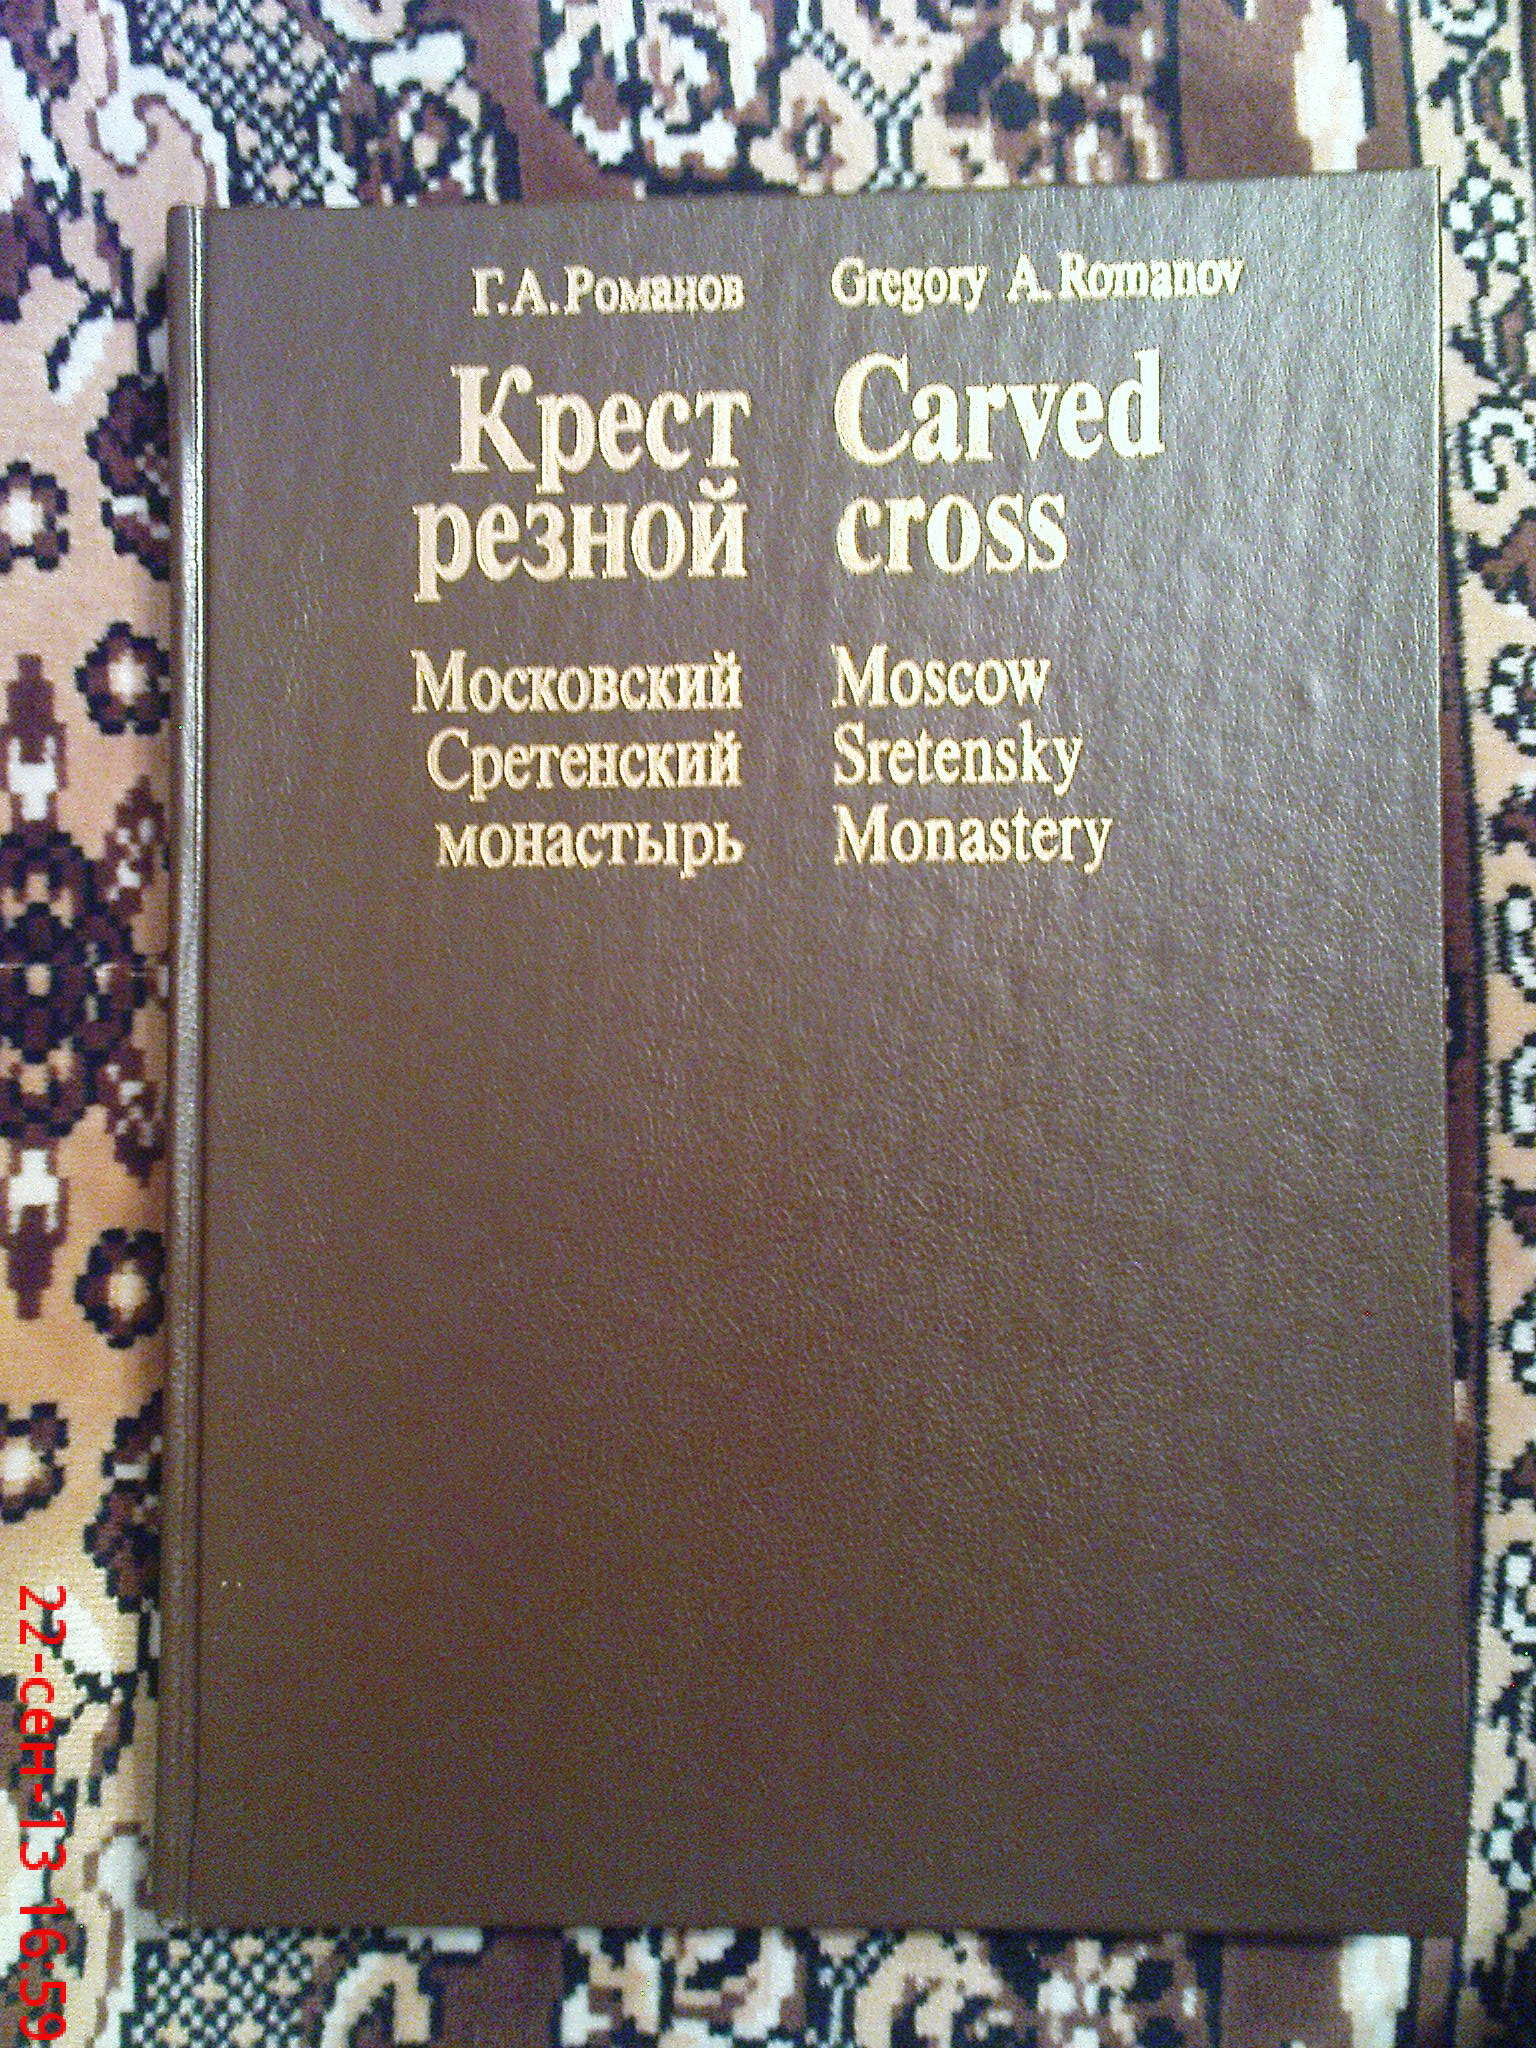 Г.А.Романов
Крест
резной
Московский
Сретенский
монастырь
Gregory A. Romanov
Carved
cross
Moscow
Sretensky
Monastery
22-сен-13 16:59